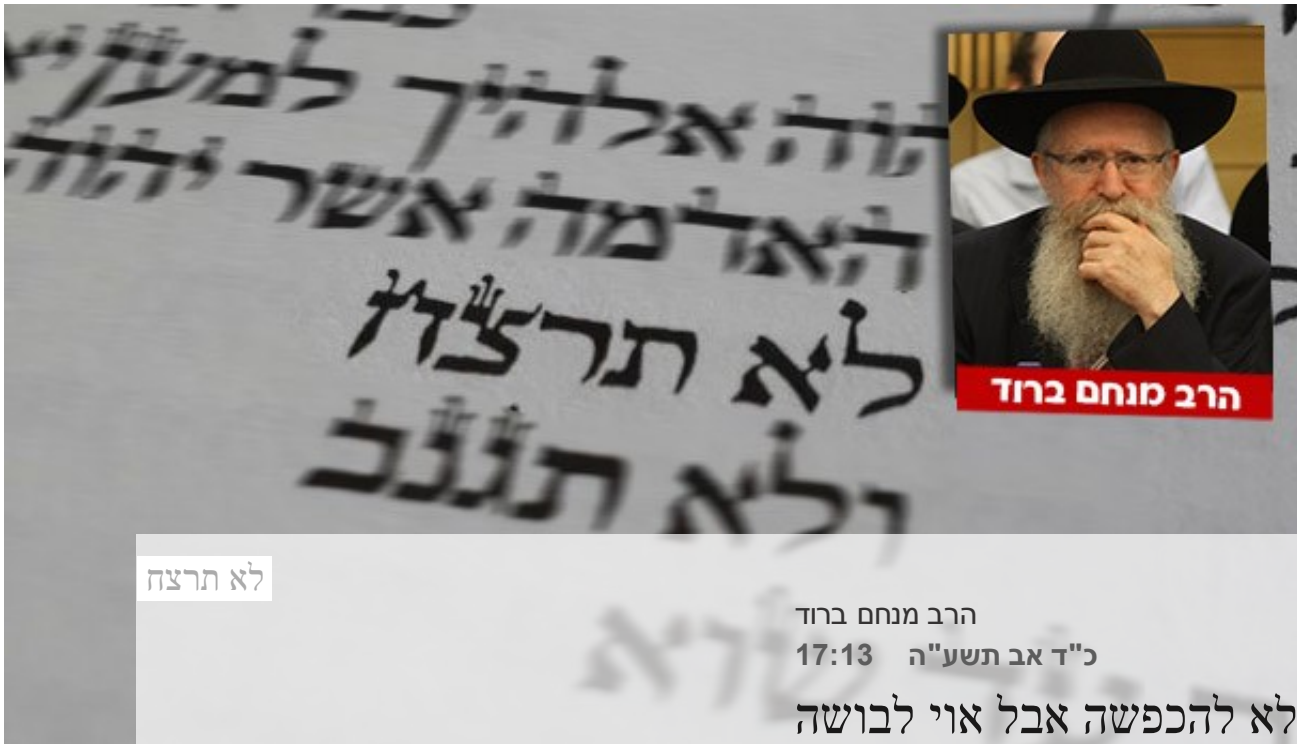 למען יא
האדמה אשר יהוה
לא תרצח
ולא תגנב
הרב מנחם ברוד
לא תרצח
הרב מנחם ברוד
כ"ד אב תשע"ה 17:13
לא להכפשה אבל אוי לבושה